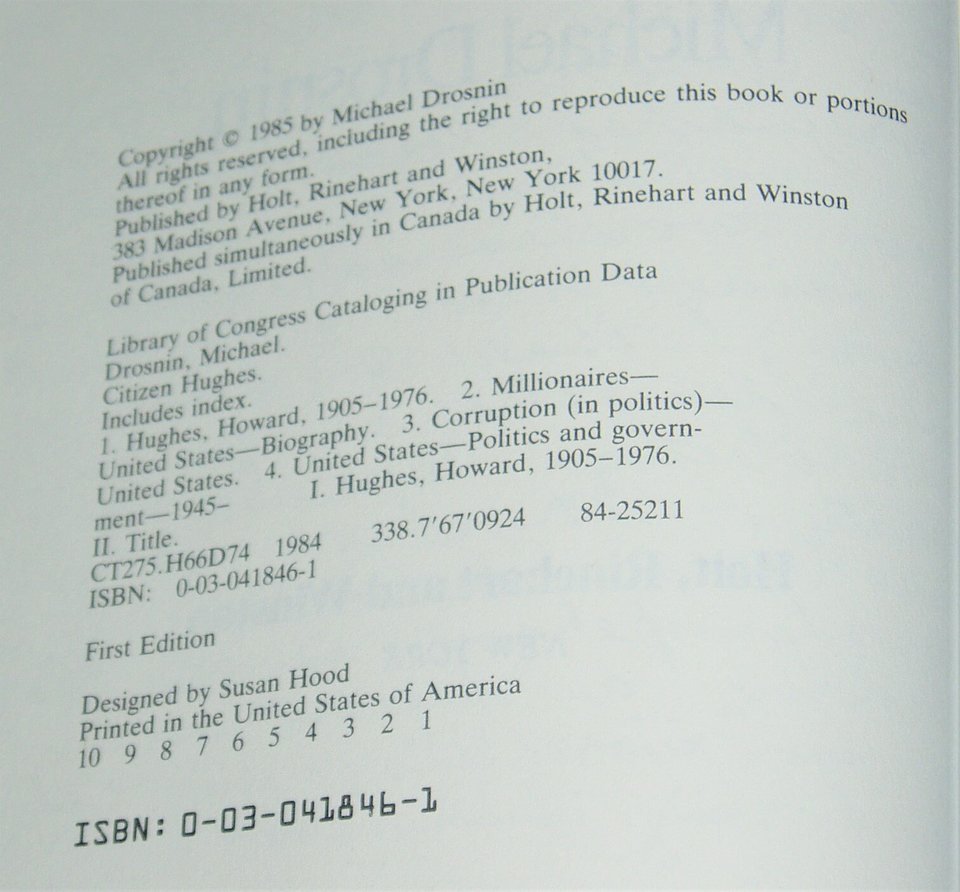 Copyright © 1985 by Michael Drosnin
All rights reserved, including the right to reproduce this book or portions
thereof in any form.
Published by Holt, Rinehart and Winston,
383 Madison Avenue, New York, New York 10017.
Published simultaneously in Canada by Holt, Rinehart and Winston
of Canada, Limited.
Library of Congress Cataloging in Publication Data
Drosnin, Michael.
Citizen Hughes.
Includes index.
1. Hughes, Howard, 1905–1976. 2. Millionaires—
United States—Biography. 3. Corruption (in politics)—
United States. 4. United States—Politics and govern-
ment—1945– I. Hughes, Howard, 1905–1976.
II. Title.
CT275.H66D74 1984 338.7'67'0924 84-25211
ISBN: 0-03-041846-1
First Edition
Designed by Susan Hood
Printed in the United States of America
10 9 8 7 6 5 4 3 2 1
ISBN: 0-03-041846-1